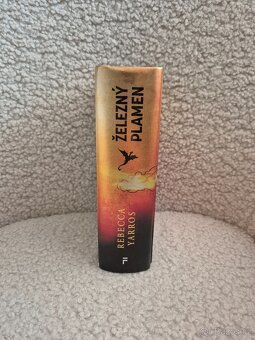 ŽELEZNÝ
PLAMEN
REBECCA
YARROS